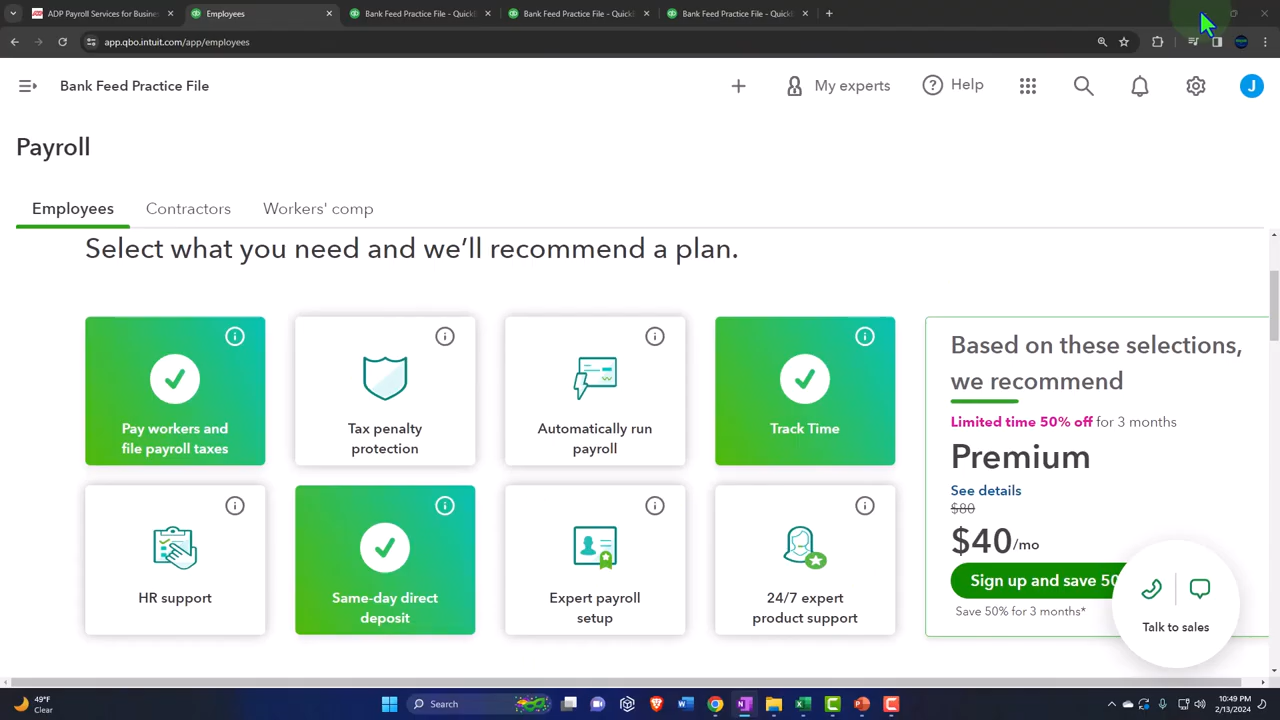 ADP Payroll Services for Busine
Employees
Bank Feed Practice File - Quick
Bank Feed Practice File - Quick
Bank Feed Practice File - Quick
app.qbo.intuit.com/app/employees
Bank Feed Practice File
My experts
Help
J
Payroll
Employees
Contractors
Workers' comp
Select what you need and we'll recommend a plan.
Pay workers and
file payroll taxes
Tax penalty
protection
Automatically run
payroll
Track Time
HR support
Same-day direct
deposit
Expert payroll
setup
24/7 expert
product support
Based on these selections,
we recommend
Limited time 50% off for 3 months
Premium
See details
$80
$40/mo
Sign up and save 50
Save 50% for 3 months*
Talk to sales
49°F
Clear
Search
10:49 PM
2/13/2024